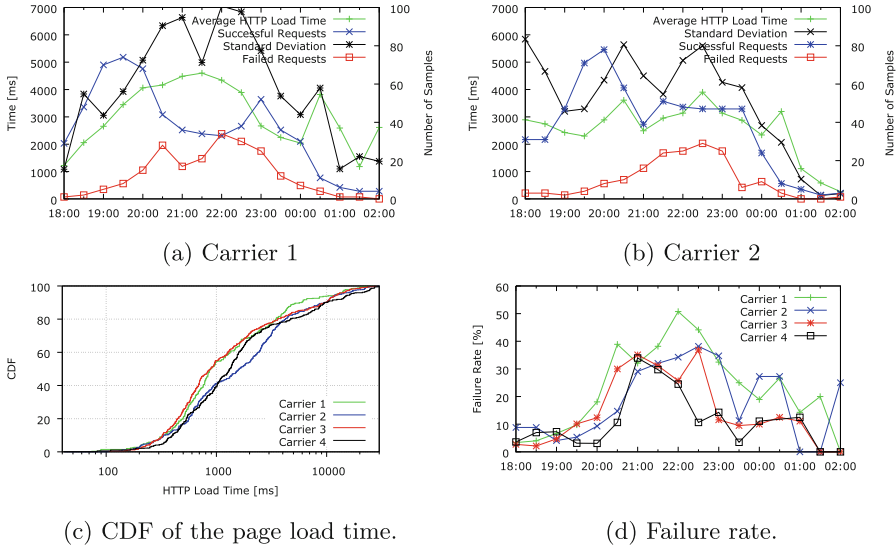 7000
6000
5000
4000
3000
2000
1000
0
Time [ms]
100
80
60
40
20
0
Number of Samples
Average HTTP Load Time
Successful Requests
Standard Deviation
Failed Requests
18:00 19:00 20:00 21:00 22:00 23:00 00:00 01:00 02:00
(a) Carrier 1
7000
6000
5000
4000
3000
2000
1000
0
Time [ms]
100
80
60
40
20
0
Number of Samples
Average HTTP Load Time
Standard Deviation
Successful Requests
Failed Requests
18:00 19:00 20:00 21:00 22:00 23:00 00:00 01:00 02:00
(b) Carrier 2
100
80
60
40
20
0
CDF
Carrier 1
Carrier 2
Carrier 3
Carrier 4
100 1000 10000
HTTP Load Time [ms]
(c) CDF of the page load time.
60
50
40
30
20
10
0
Failure Rate [%]
Carrier 1
Carrier 2
Carrier 3
Carrier 4
18:00 19:00 20:00 21:00 22:00 23:00 00:00 01:00 02:00
(d) Failure rate.